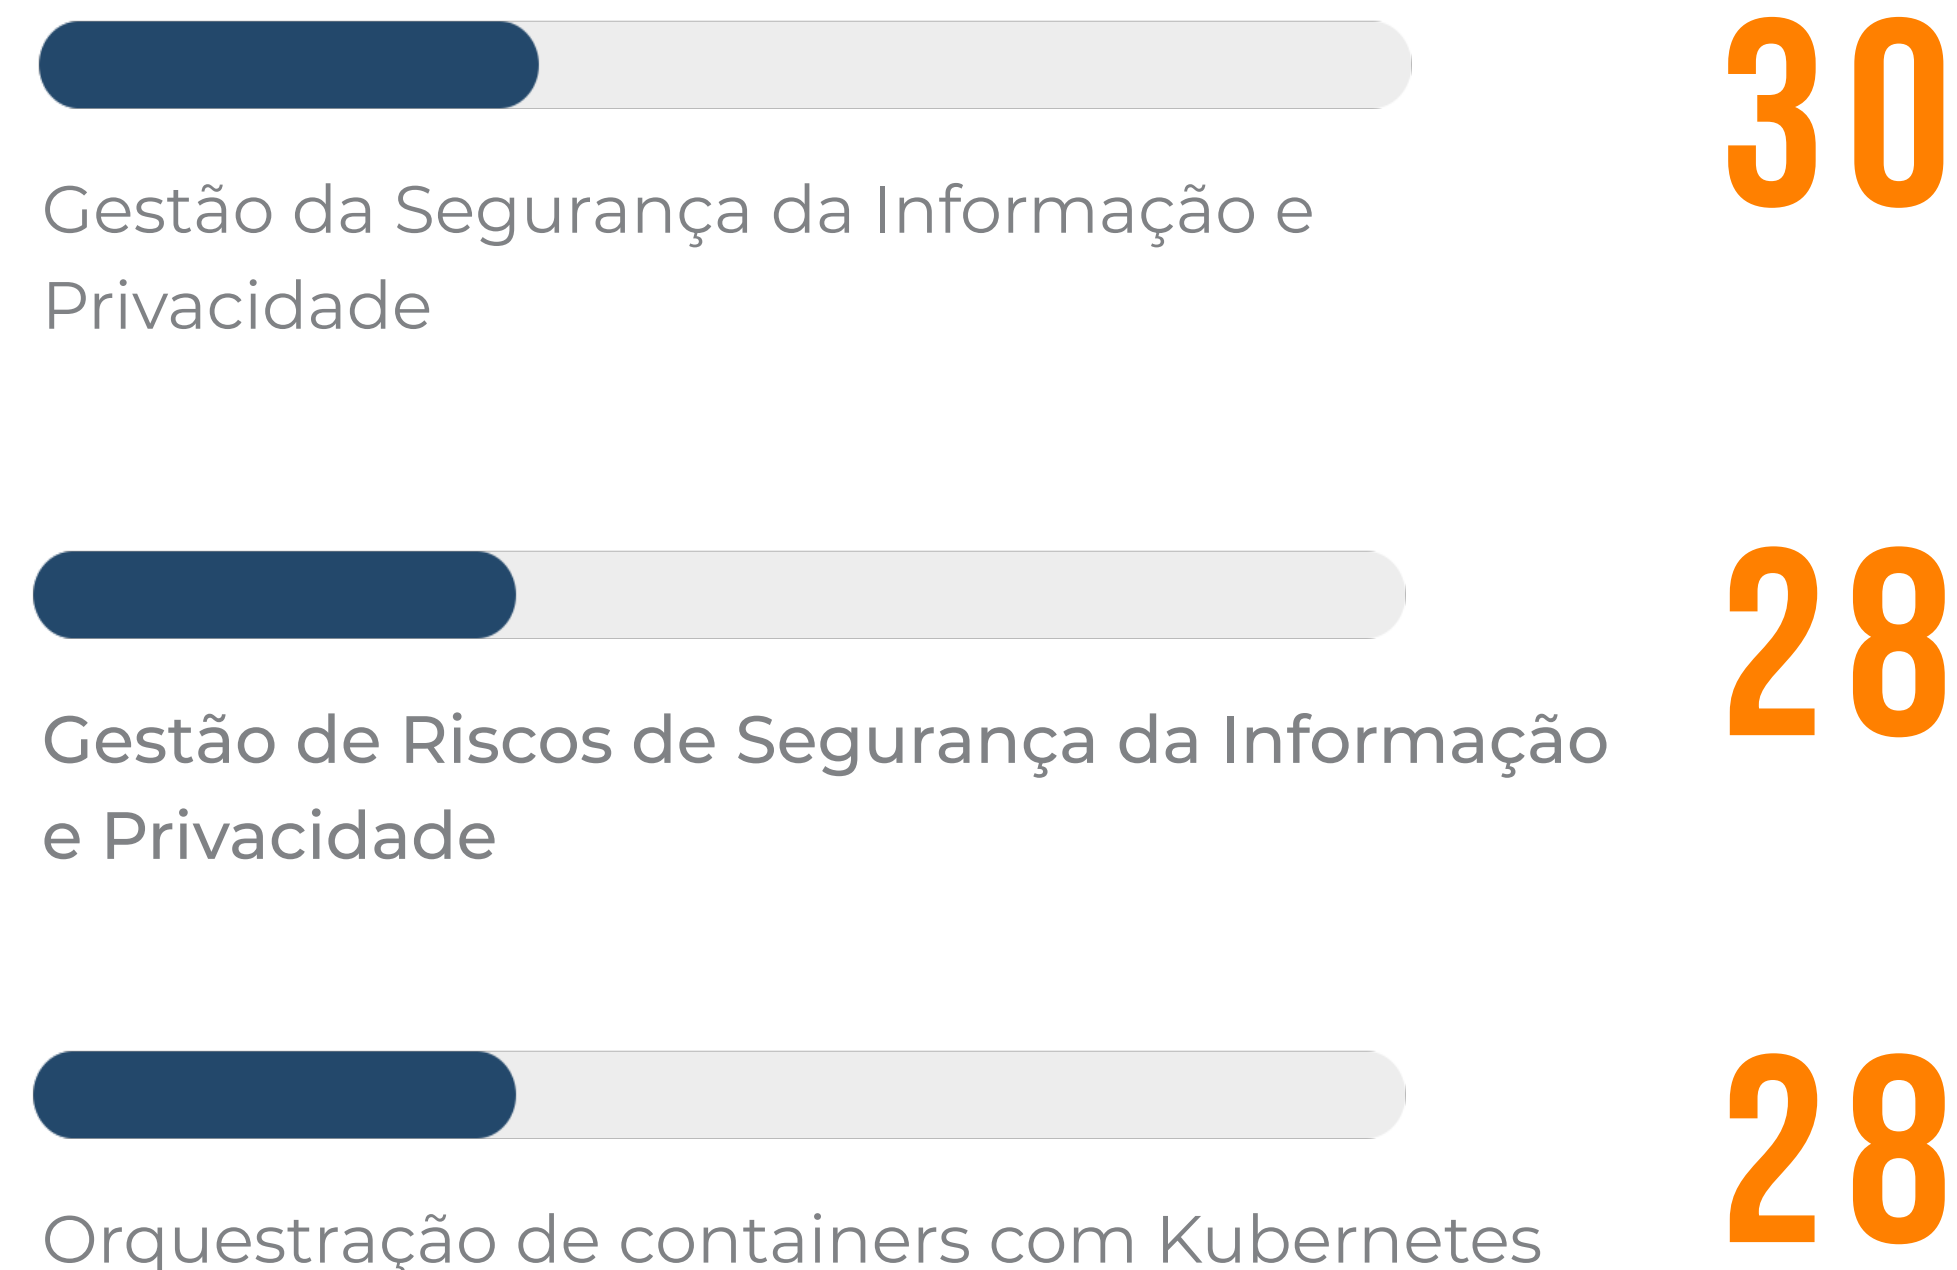 30
Gestão da Segurança da Informação e
Privacidade
28
Gestão de Riscos de Segurança da Informação
e Privacidade
28
Orquestração de containers com Kubernetes